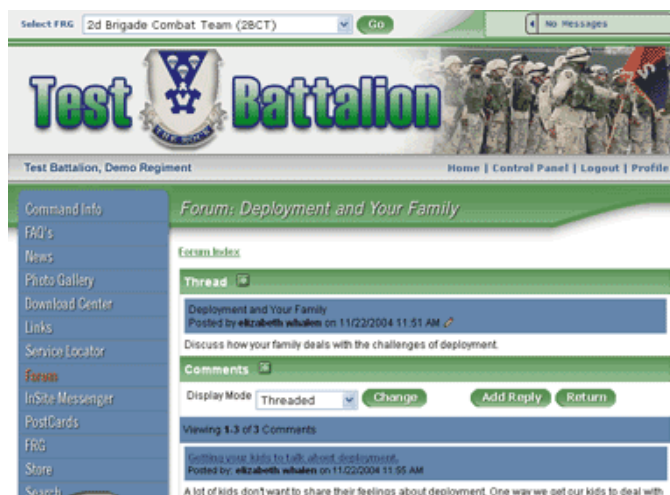 Select FRG 2d Brigade Combat Team (2BCT) Go No Messages
Test Battalion
THE ROCK
Test Battalion, Demo Regiment
Home | Control Panel | Logout | Profile
Command Info
FAQ's
News
Photo Gallery
Download Center
Links
Service Locator
Forum
InSite Messenger
PostCards
FRG
Store
Search
Forum: Deployment and Your Family
Forum Index
Thread
Deployment and Your Family
Posted by elizabeth whalen on 11/22/2004 11:51 AM
Discuss how your family deals with the challenges of deployment.
Comments
Display Mode Threaded Change Add Reply Return
Viewing 1-3 of 3 Comments
Getting your kids to talk about deployment.
Posted by: elizabeth whalen on 11/22/2004 11:55 AM
A lot of kids don't want to share their feelings about deployment. One way we get our kids to deal with